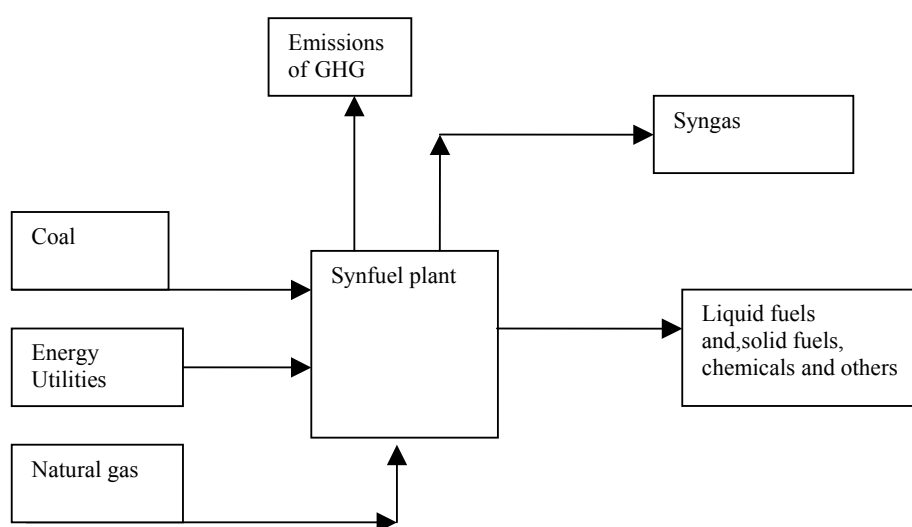 Emissions
of GHG
Syngas
Coal
Synfuel plant
Liquid fuels
and,solid fuels,
chemicals and others
Energy
Utilities
Natural gas